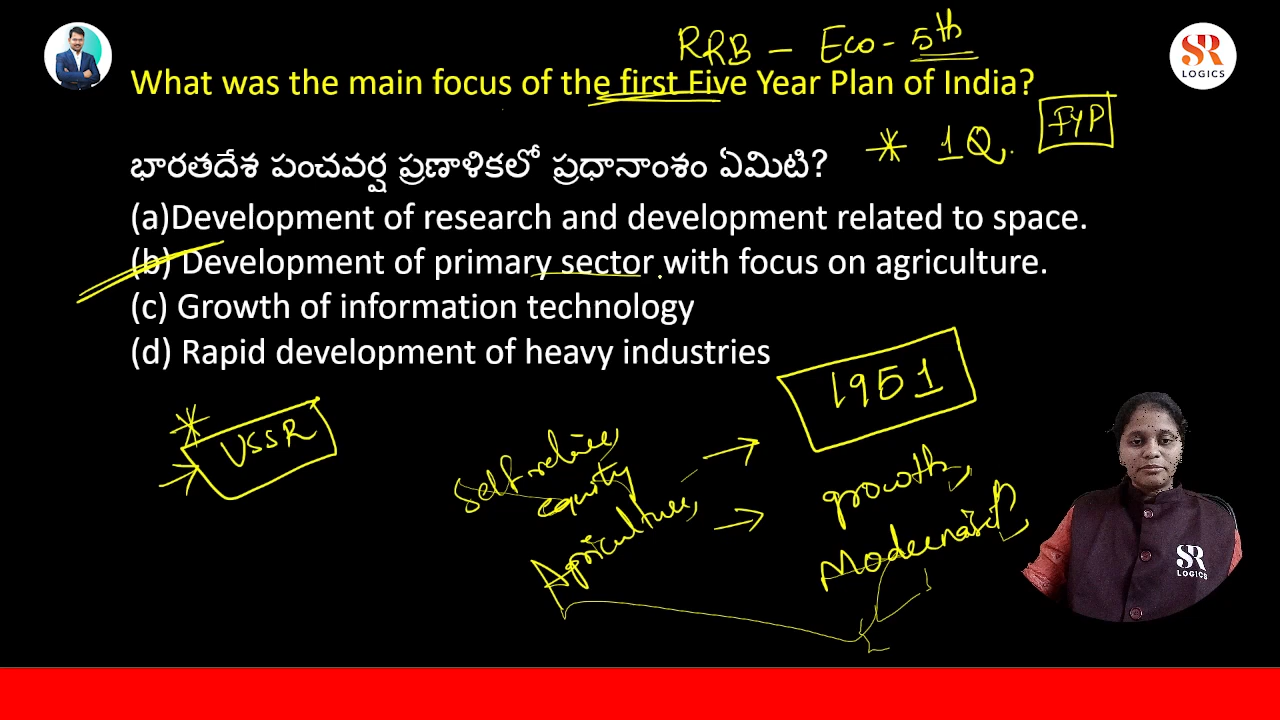 RRB - Eco - 5th
SR
LOGICS
What was the main focus of the first Five Year Plan of India?
* 1Q.
FYP
భారతదేశ పంచవర్ష ప్రణాళికలో ప్రధానాంశం ఏమిటి?
(a)Development of research and development related to space.
(b) Development of primary sector with focus on agriculture.
(c) Growth of information technology
(d) Rapid development of heavy industries
1951
* USSR
equity
growth,
Agriculture,
SR
LOGICS